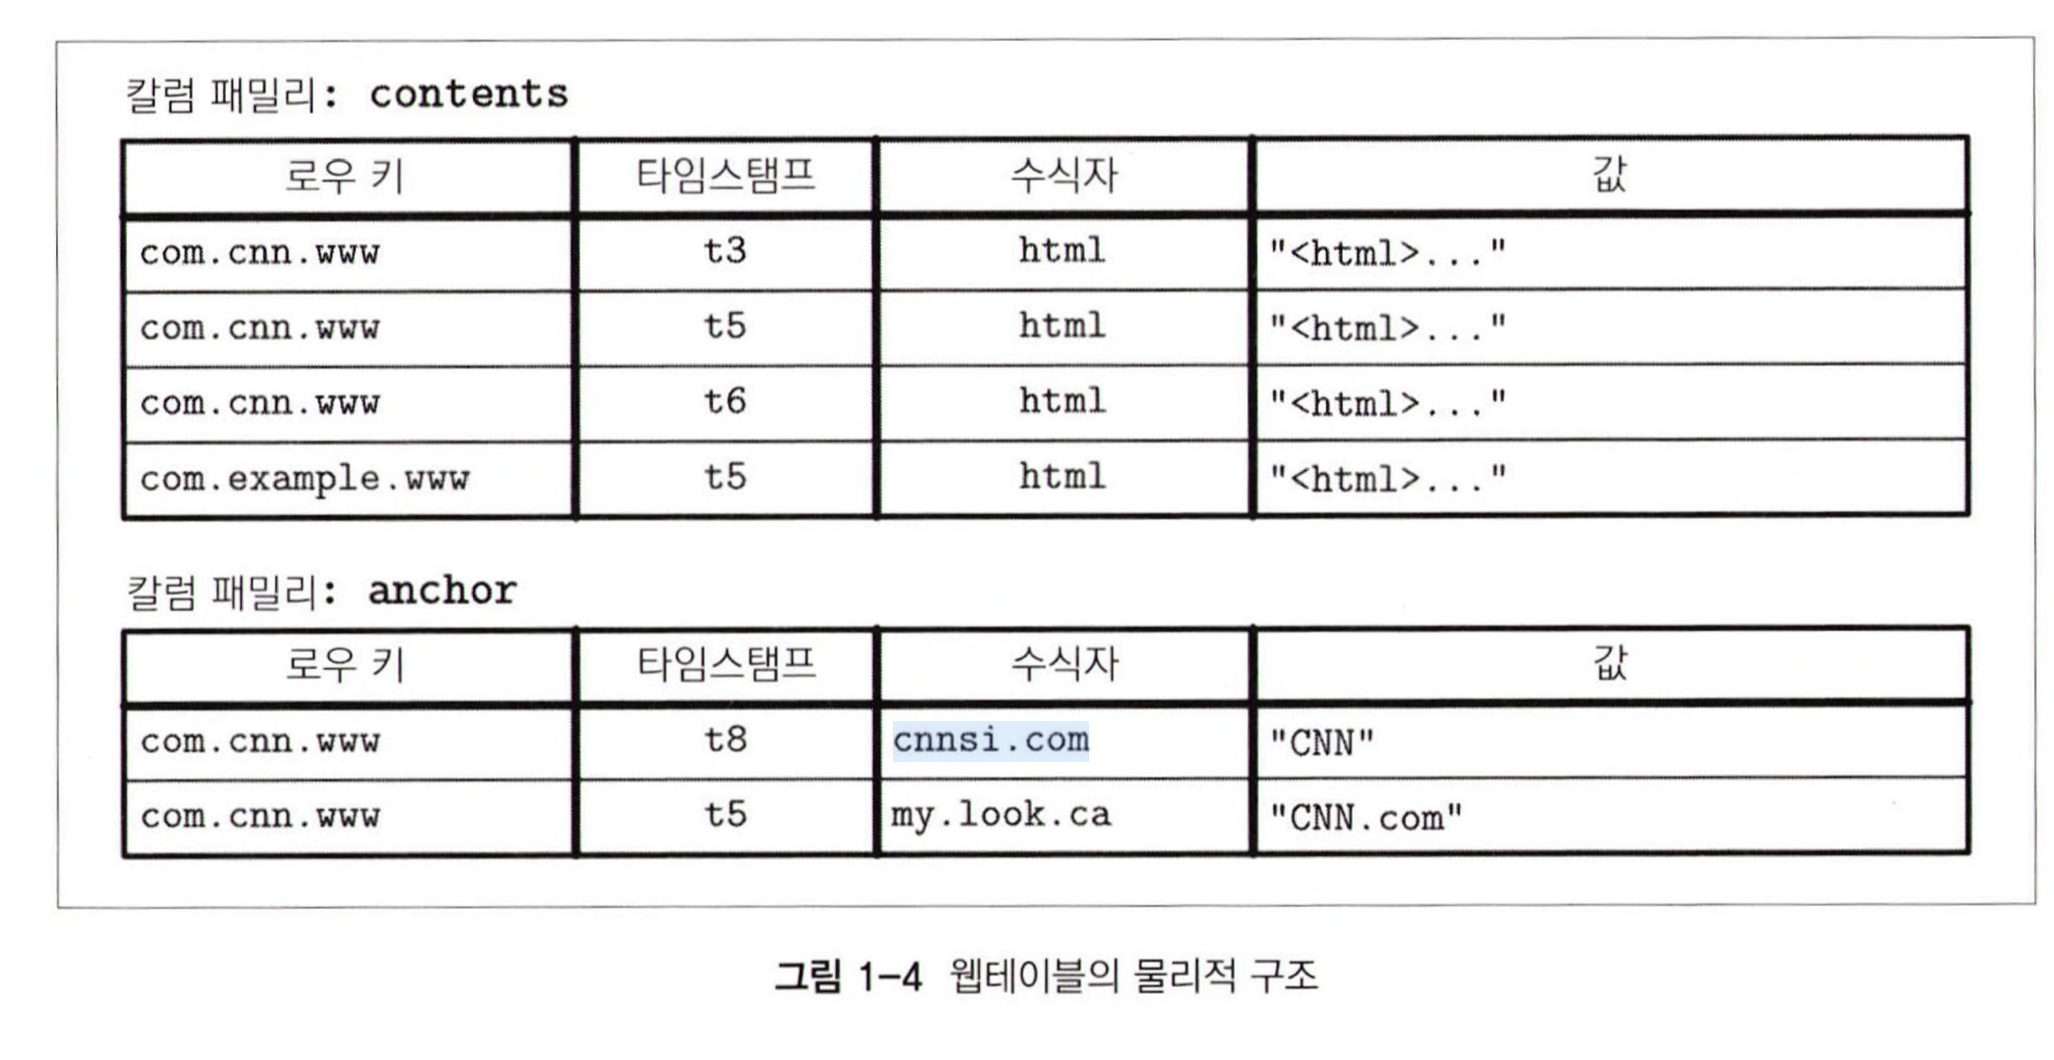 칼럼 패밀리: contents
로우 키 타임스탬프 수식자 값
com.cnn.www t3 html "<html>..."
com.cnn.www t5 html "<html>..."
com.cnn.www t6 html "<html>..."
com.example.www t5 html "<html>..."
칼럼 패밀리: anchor
로우 키 타임스탬프 수식자 값
com.cnn.www t8 cnnsi.com "CNN"
com.cnn.www t5 my.look.ca "CNN.com"
그림 1-4 웹테이블의 물리적 구조